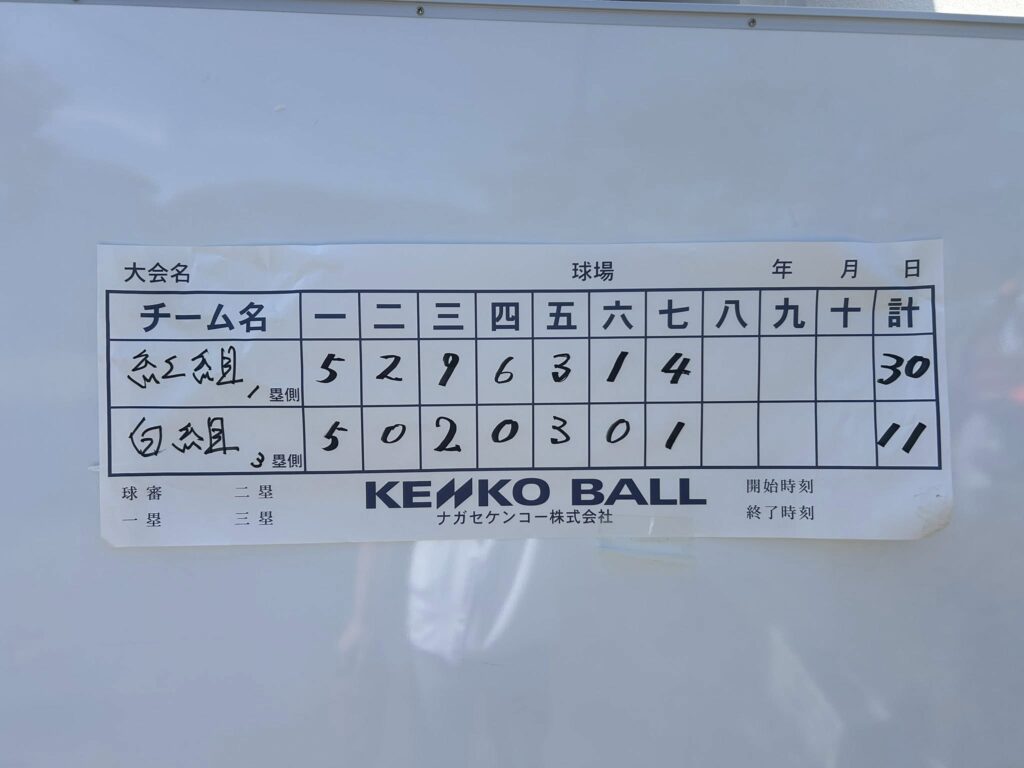 大会名 球場 年 月 日
チーム名 一 二 三 四 五 六 七 八 九 十 計
紅組 1塁側 5 2 9 6 3 1 4 30
白組 3塁側 5 0 2 0 3 0 1 11
球審 二塁 KENKO BALL 開始時刻
一塁 三塁 ナガセケンコー株式会社 終了時刻